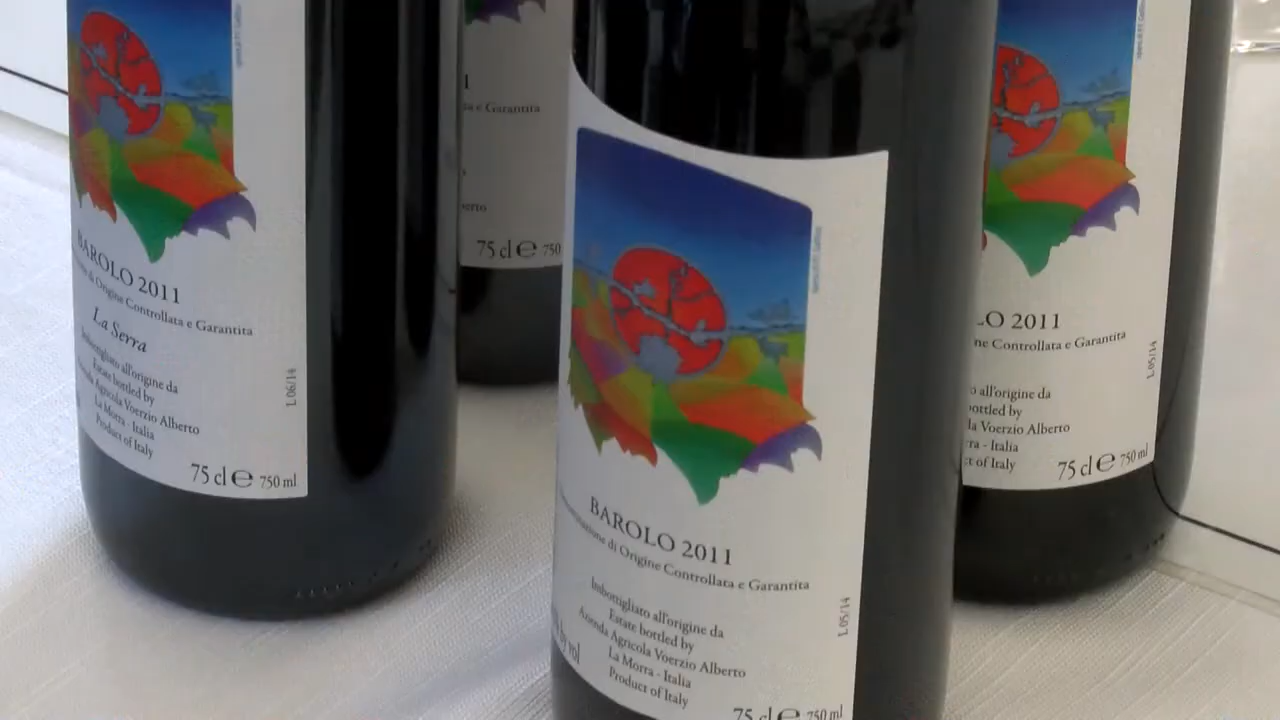 BAROLO 2011
di Origine Controllata e Garantita
La Serra
Imbottigliato all'origine da
Estate bottled by
Azienda Agricola Voerzio Alberto
La Morra - Italia
Product of Italy
L 06/14
75 cl e 750 ml
e Garantita
75 cl e 750
BAROLO 2011
Denominazione di Origine Controllata e Garantita
Imbottigliato all'origine da
Estate bottled by
Azienda Agricola Voerzio Alberto
La Morra - Italia
Product of Italy
by vol
L 05/14
75 cl e 750 ml
LO 2011
ne Controllata e Garantita
o all'origine da
bottled by
la Voerzio Alberto
rra - Italia
ct of Italy
L 05/14
75 cl e 750 ml